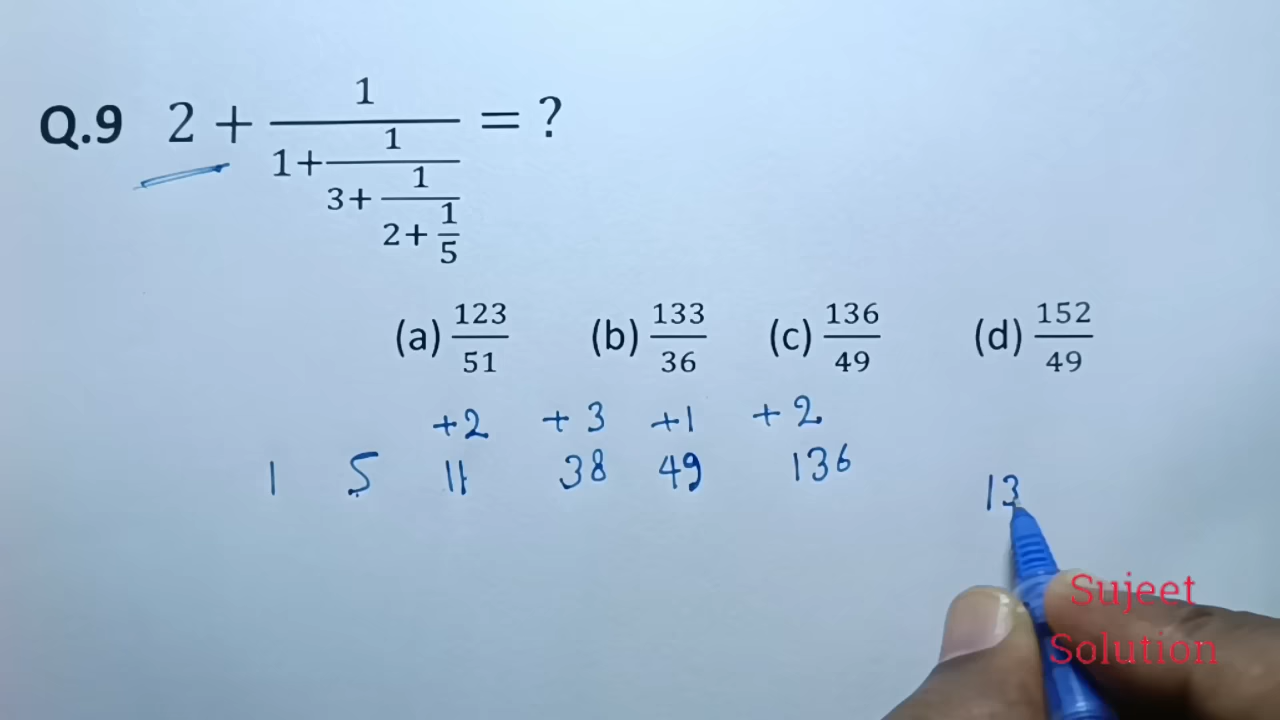 Q.9 2 + 1/(1+1/(3+1/(2+1/5))) = ?
(a) 123/51 (b) 133/36 (c) 136/49 (d) 152/49
+2 +3 +1 +2
1 5 11 38 49 136
13
Sujeet
Solution